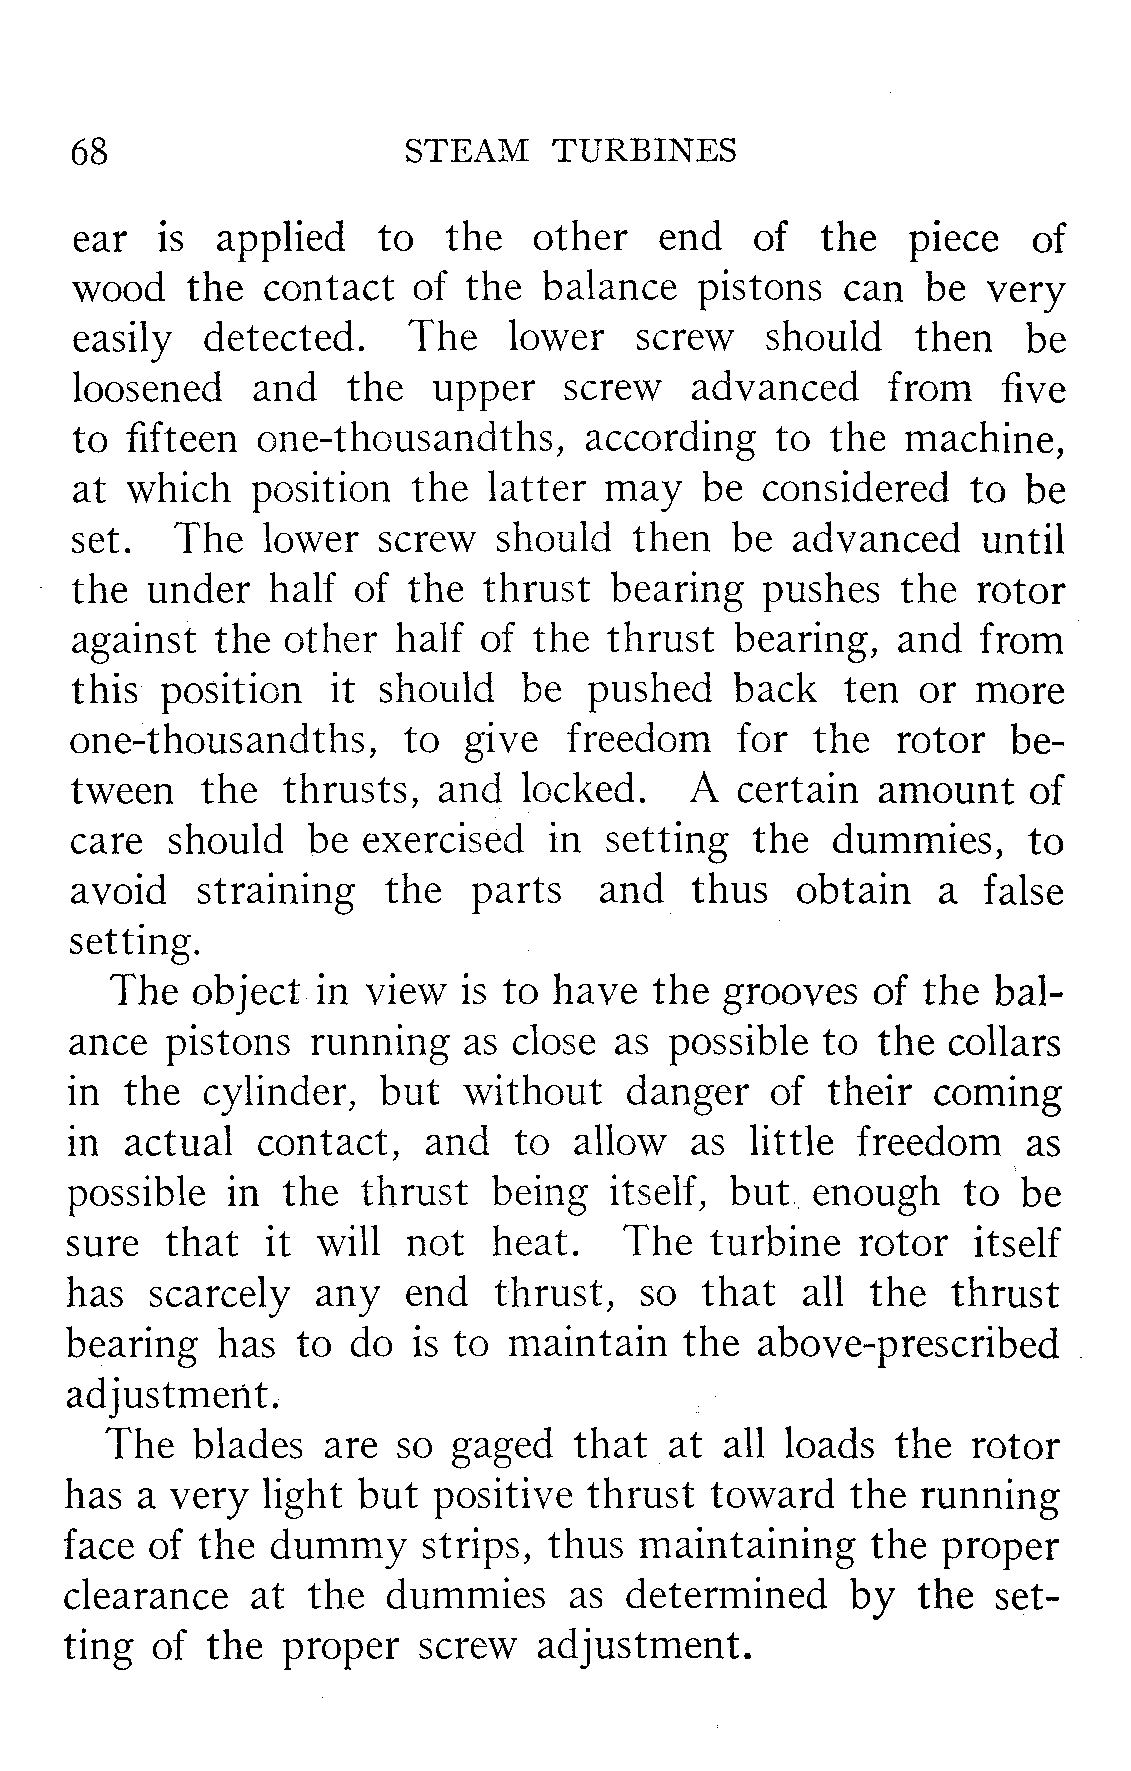 68 STEAM TURBINES
ear is applied to the other end of the piece of
wood the contact of the balance pistons can be very
easily detected. The lower screw should then be
loosened and the upper screw advanced from five
to fifteen one-thousandths, according to the machine,
at which position the latter may be considered to be
set. The lower screw should then be advanced until
the under half of the thrust bearing pushes the rotor
against the other half of the thrust bearing, and from
this position it should be pushed back ten or more
one-thousandths, to give freedom for the rotor be-
tween the thrusts, and locked. A certain amount of
care should be exercised in setting the dummies, to
avoid straining the parts and thus obtain a false
setting.
The object in view is to have the grooves of the bal-
ance pistons running as close as possible to the collars
in the cylinder, but without danger of their coming
in actual contact, and to allow as little freedom as
possible in the thrust being itself, but enough to be
sure that it will not heat. The turbine rotor itself
has scarcely any end thrust, so that all the thrust
bearing has to do is to maintain the above-prescribed
adjustment.
The blades are so gaged that at all loads the rotor
has a very light but positive thrust toward the running
face of the dummy strips, thus maintaining the proper
clearance at the dummies as determined by the set-
ting of the proper screw adjustment.